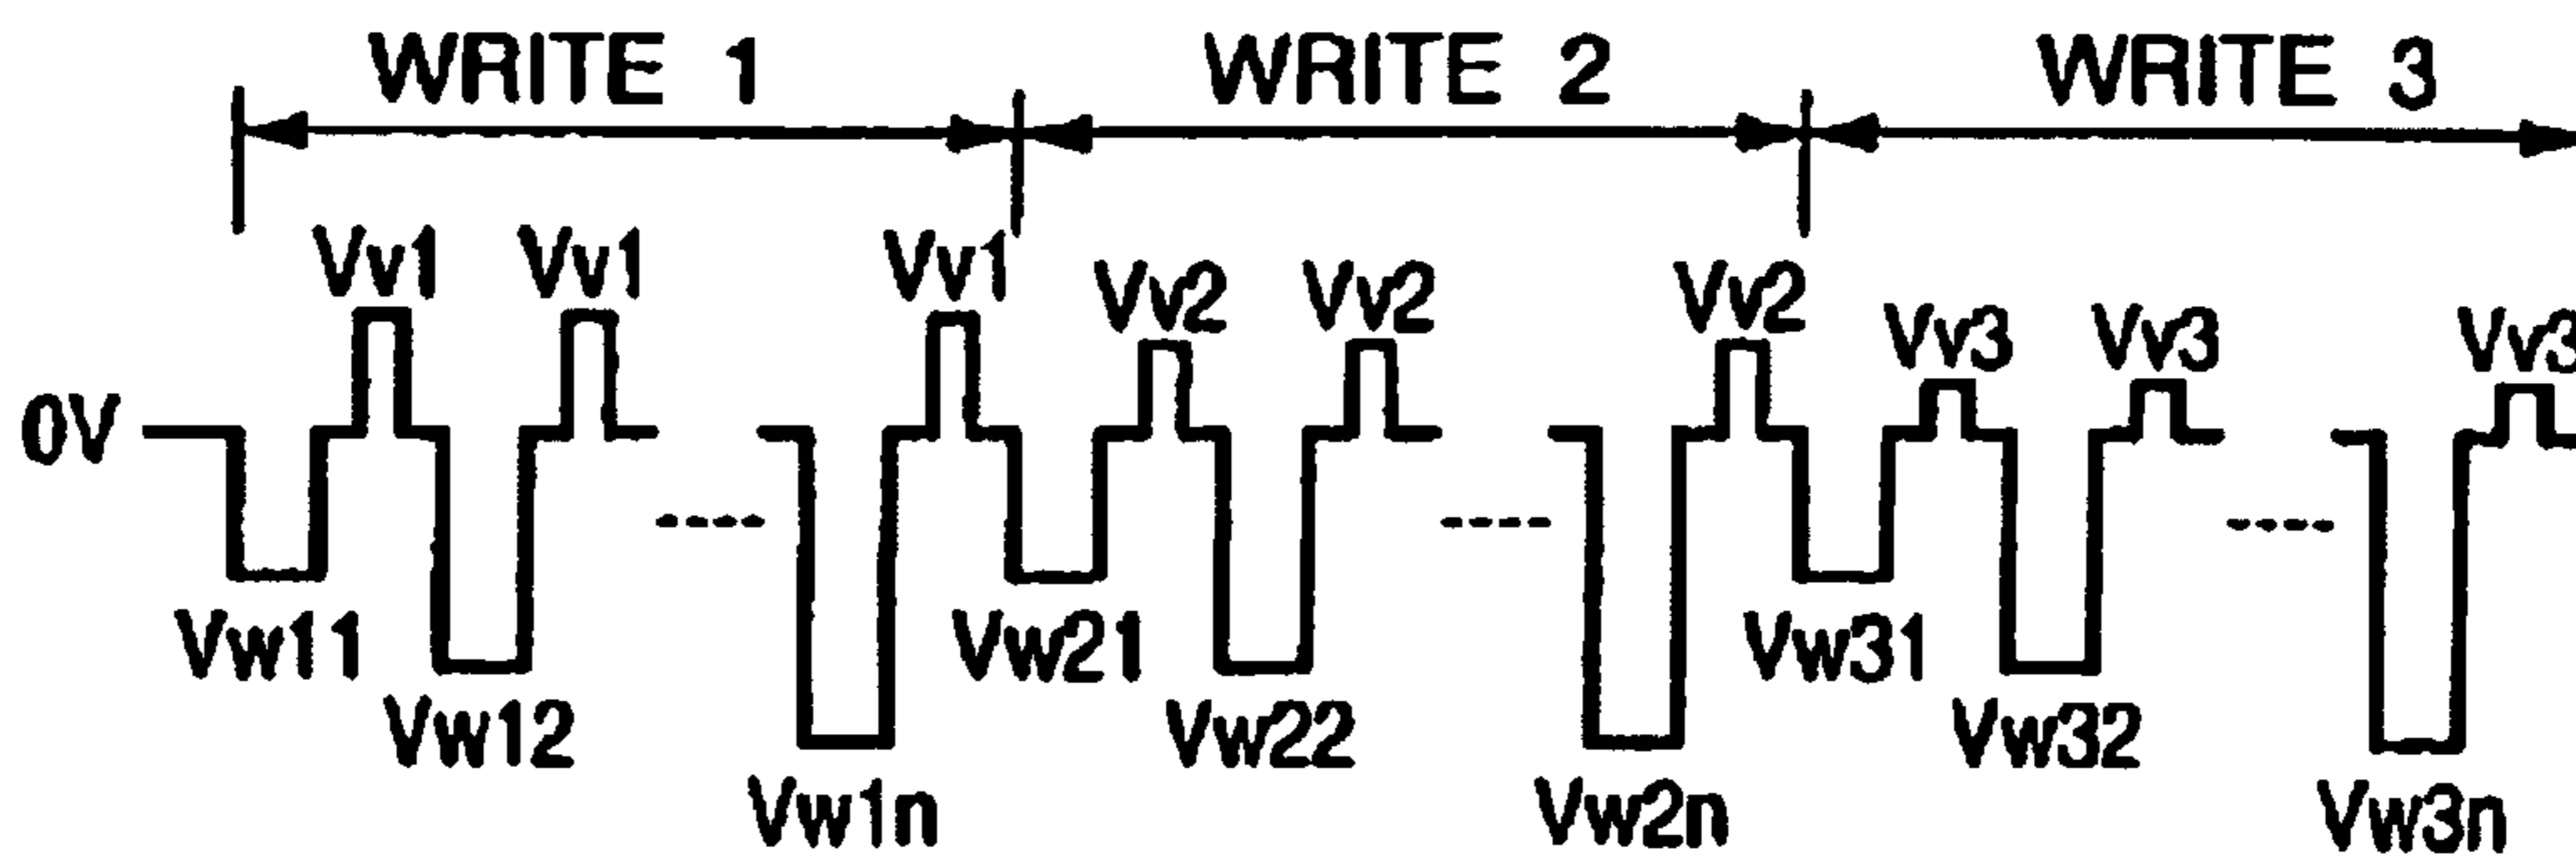 WRITE 1 WRITE 2 WRITE 3
Vv1 Vv1 Vv1 Vv2 Vv2 Vv2 Vv3 Vv3 Vv3
0V
Vw11 Vw21 Vw31
Vw12 Vw22 Vw32
Vw1n Vw2n Vw3n